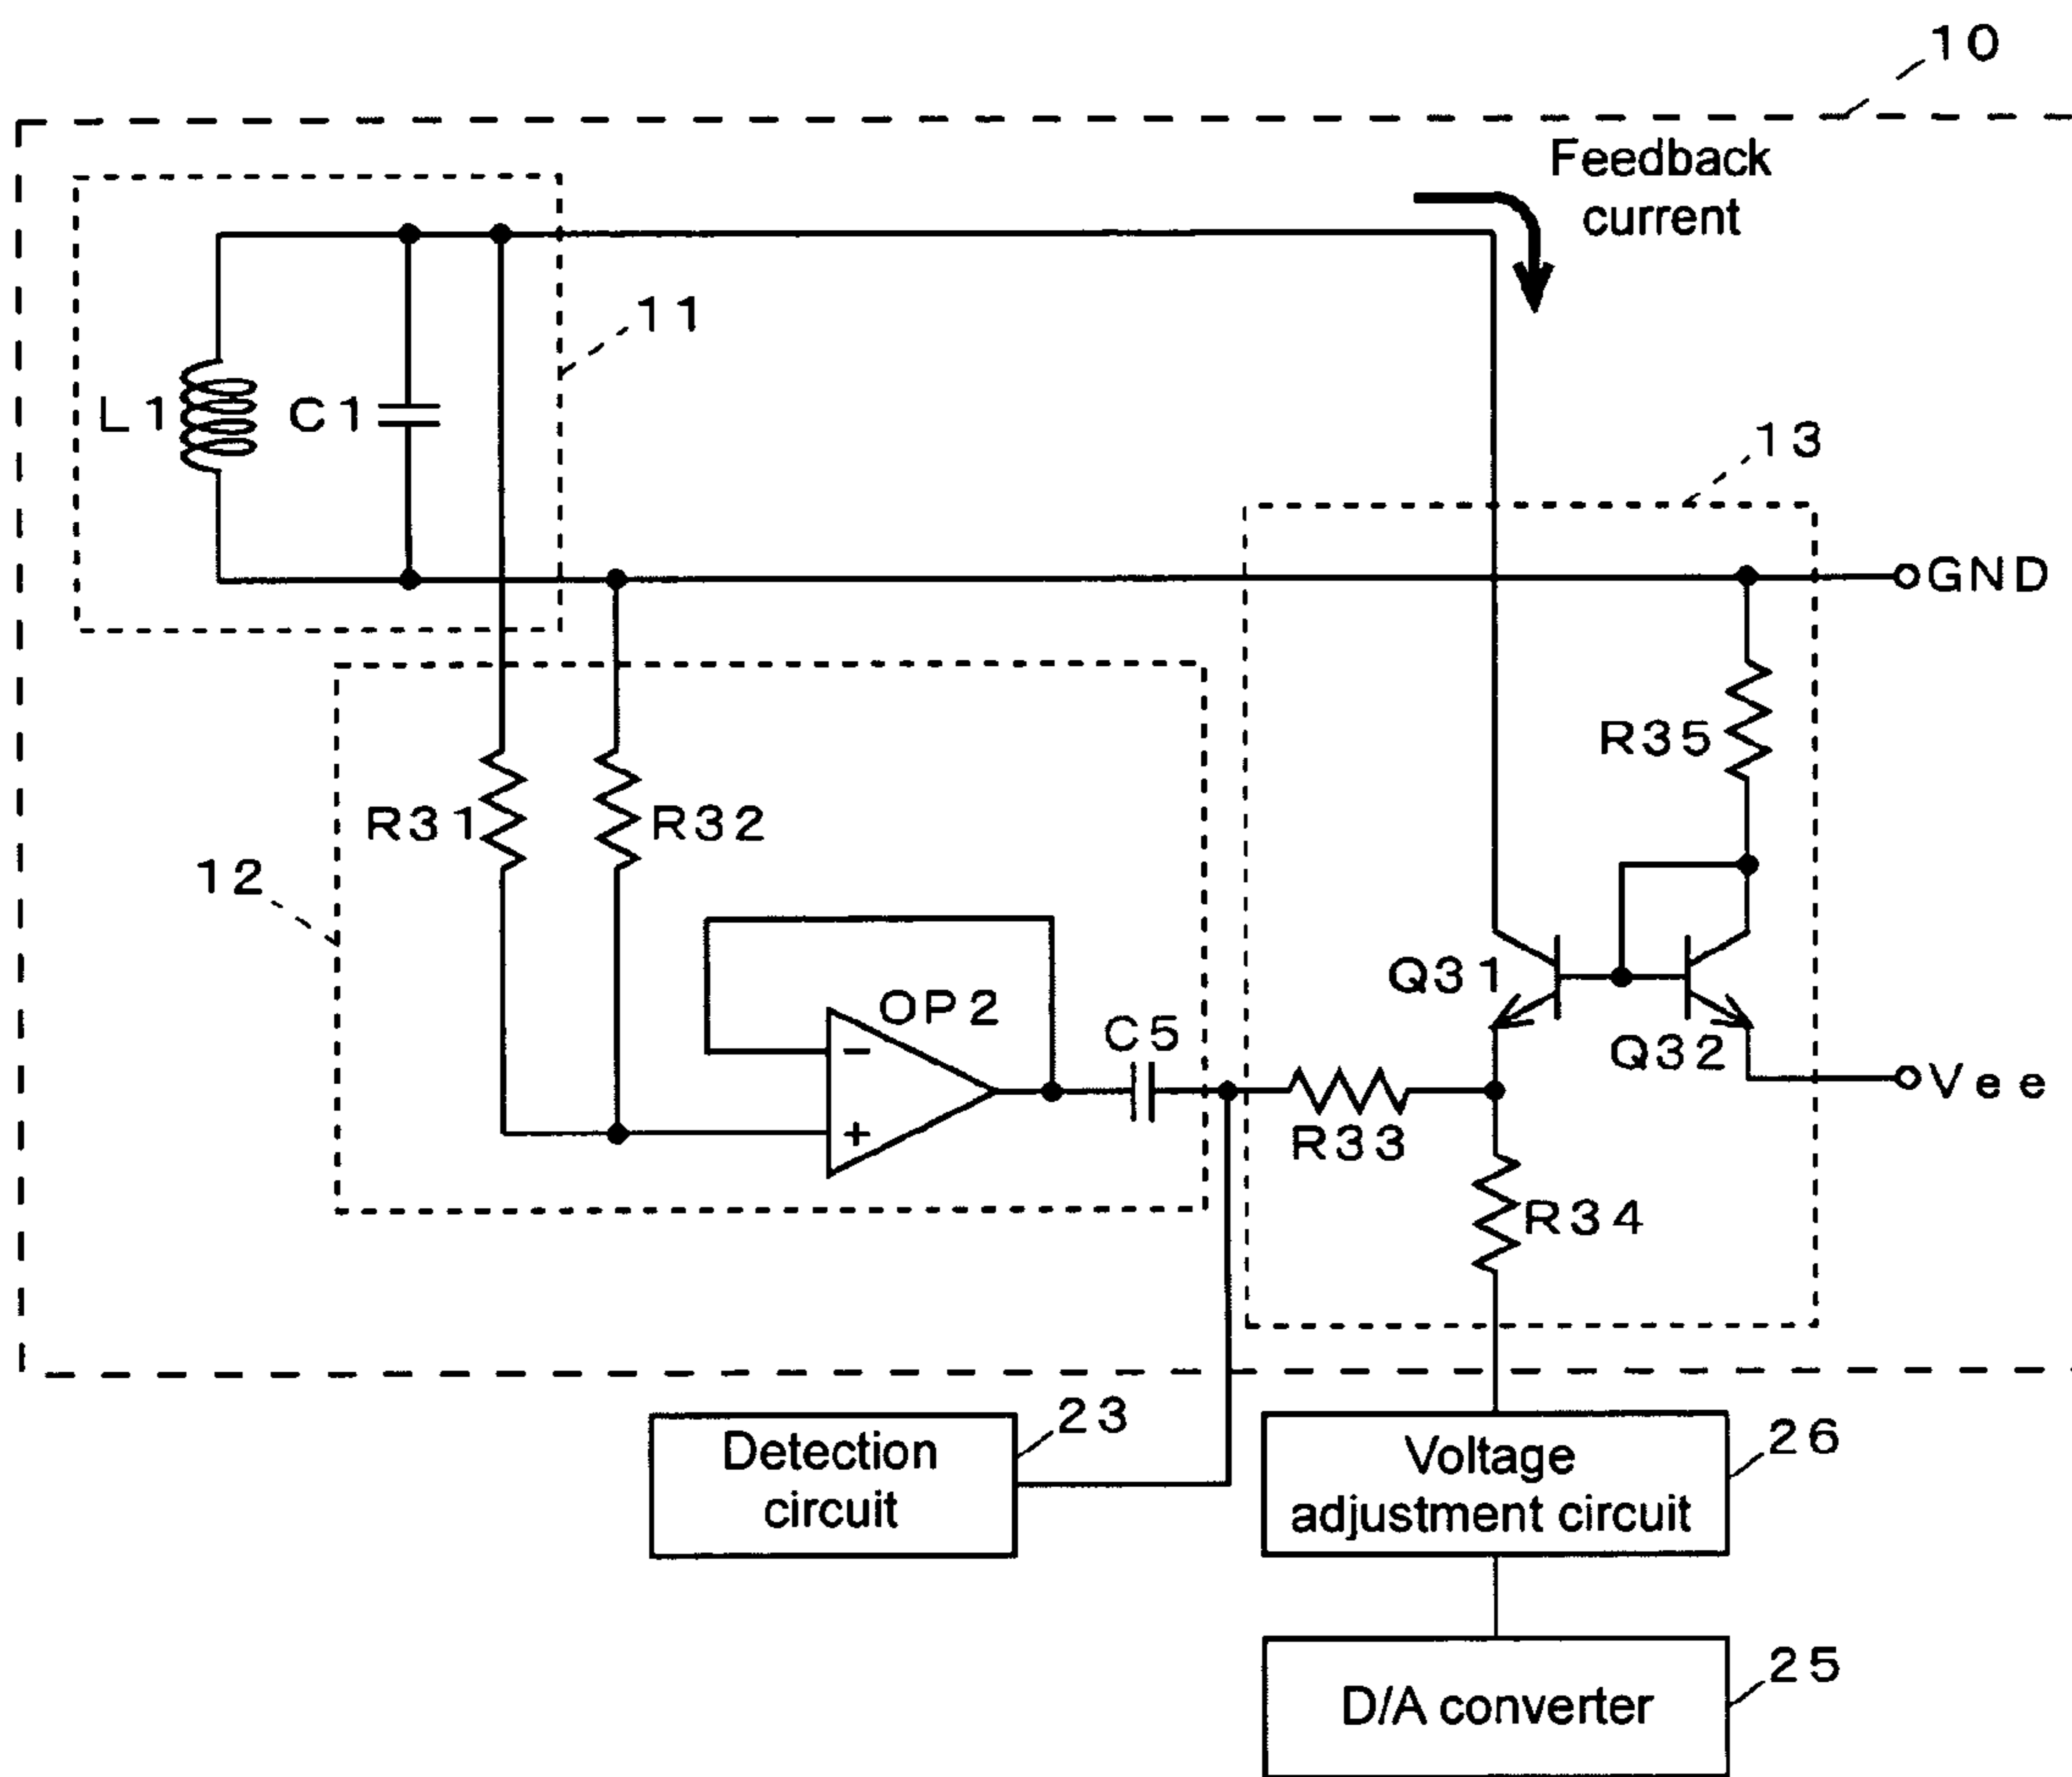 10
Feedback
current
11
L1
C1
13
GND
R35
R31
R32
12
Q31
OP2
C5
Q32
Vee
R33
R34
-
+
23
Detection
circuit
26
Voltage
adjustment circuit
25
D/A converter